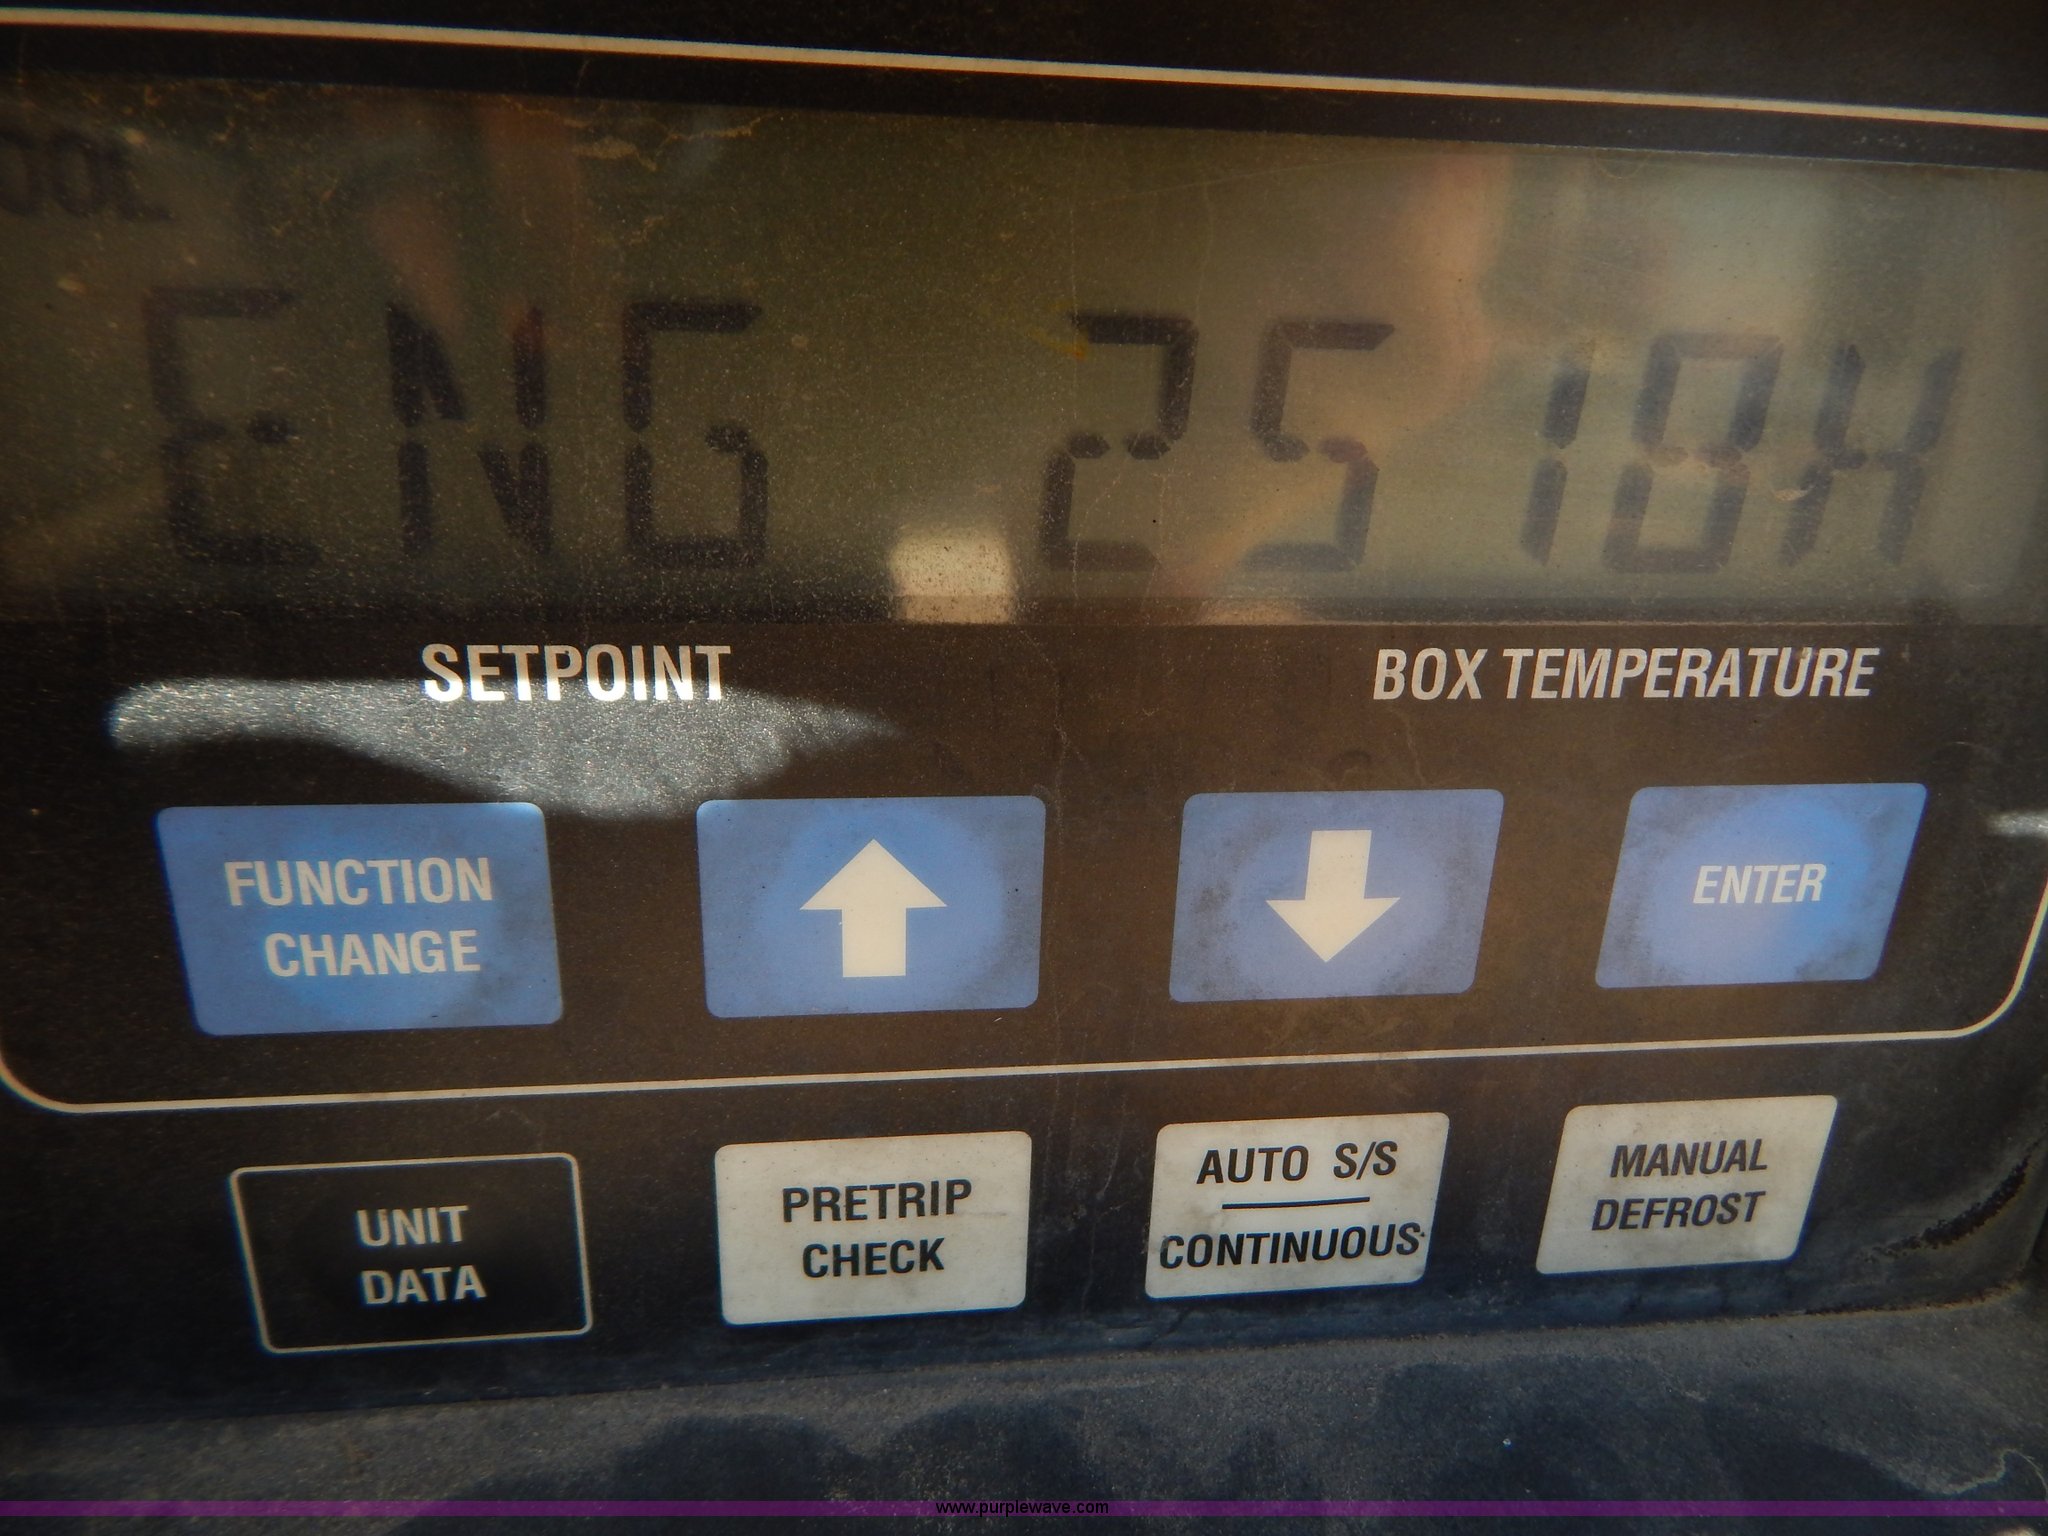 ENG 2518H
SETPOINT BOX TEMPERATURE
FUNCTION
CHANGE
ENTER
UNIT
DATA
PRETRIP
CHECK
AUTO S/S
CONTINUOUS
MANUAL
DEFROST
www.purplewave.com